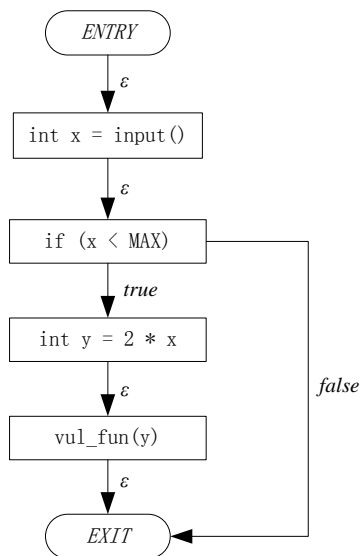 ENTRY
ε
int x = input()
ε
if (x < MAX)
true
int y = 2 * x
false
ε
vul_fun(y)
ε
EXIT